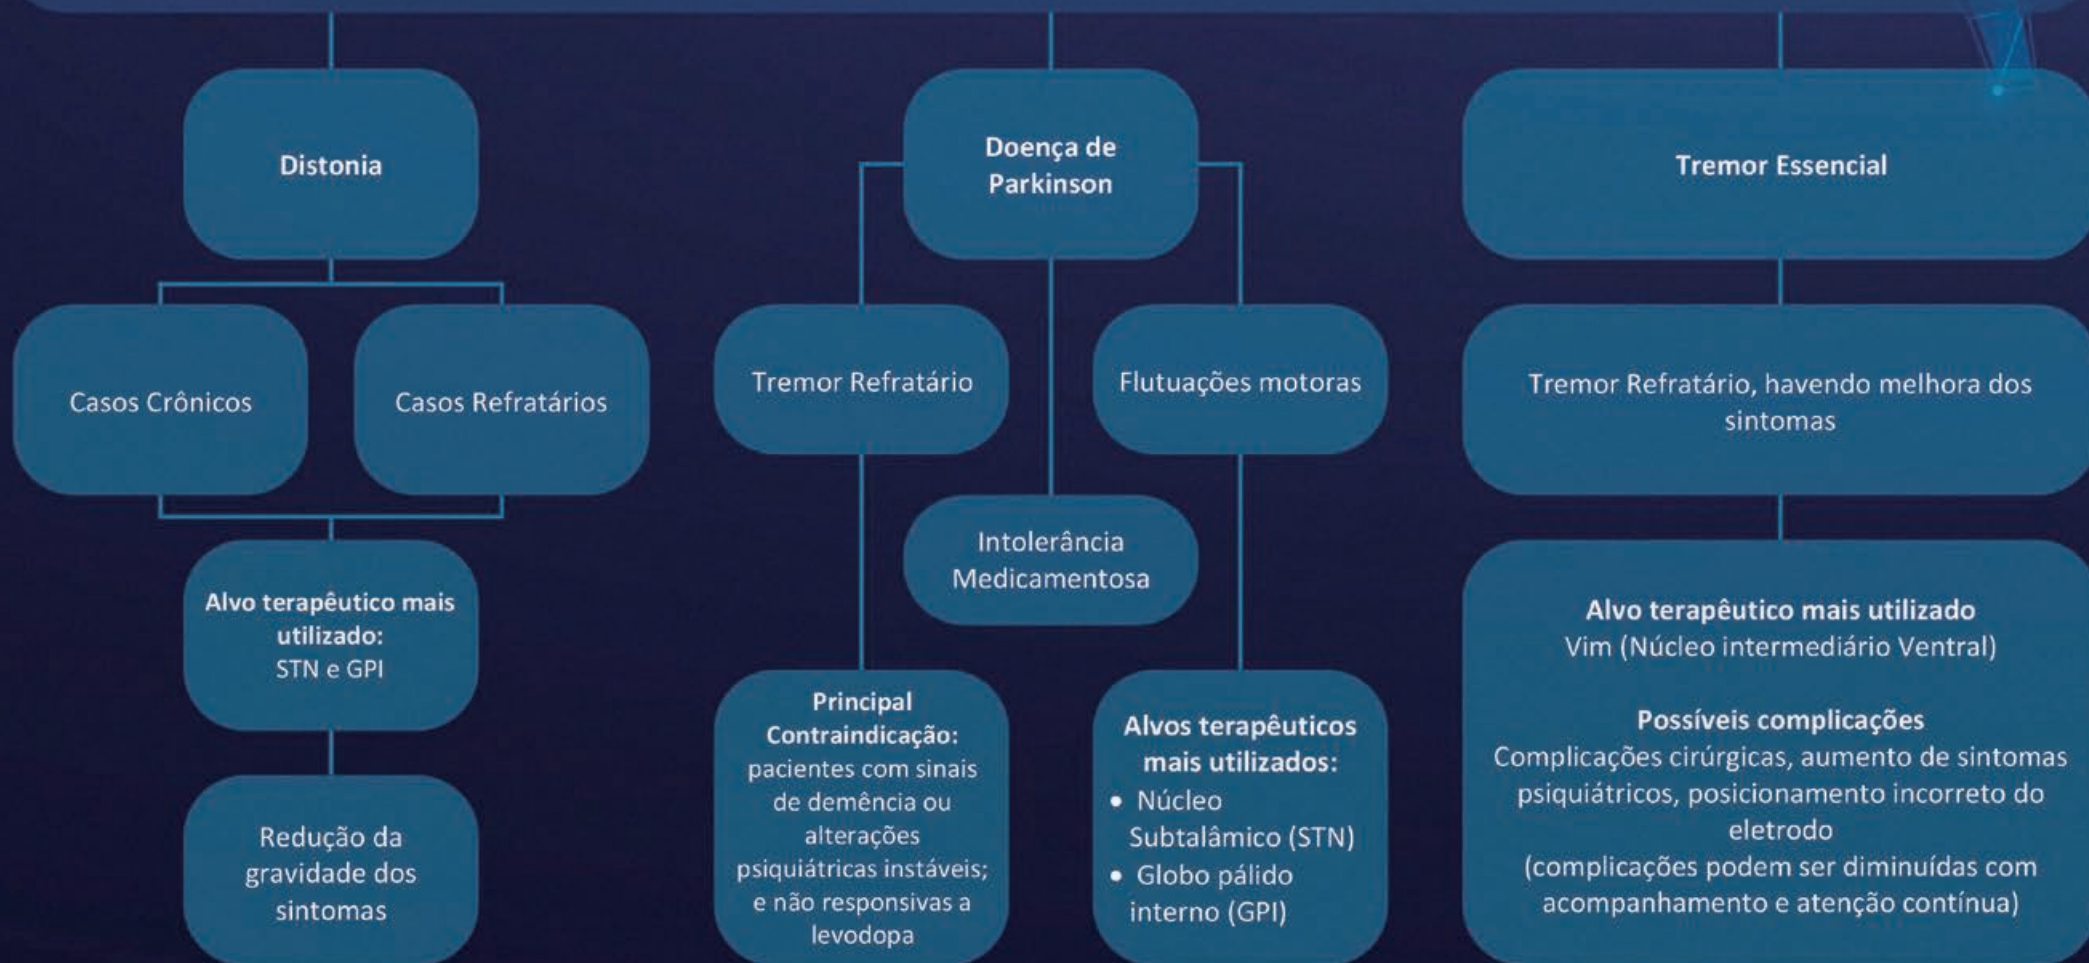 Distonia
Doença de
Parkinson
Tremor Essencial
Casos Crônicos
Casos Refratários
Tremor Refratário
Flutuações motoras
Tremor Refratário, havendo melhora dos
sintomas
Intolerância
Medicamentosa
Alvo terapêutico mais
utilizado:
STN e GPI
Redução da
gravidade dos
sintomas
Principal
Contraindicação:
pacientes com sinais
de demência ou
alterações
psiquiátricas instáveis;
e não responsivas a
levodopa
Alvos terapêuticos
mais utilizados:
• Núcleo
Subtalâmico (STN)
• Globo pálido
interno (GPI)
Alvo terapêutico mais utilizado
Vim (Núcleo intermediário Ventral)
Possíveis complicações
Complicações cirúrgicas, aumento de sintomas
psiquiátricos, posicionamento incorreto do
eletrodo
(complicações podem ser diminuídas com
acompanhamento e atenção contínua)